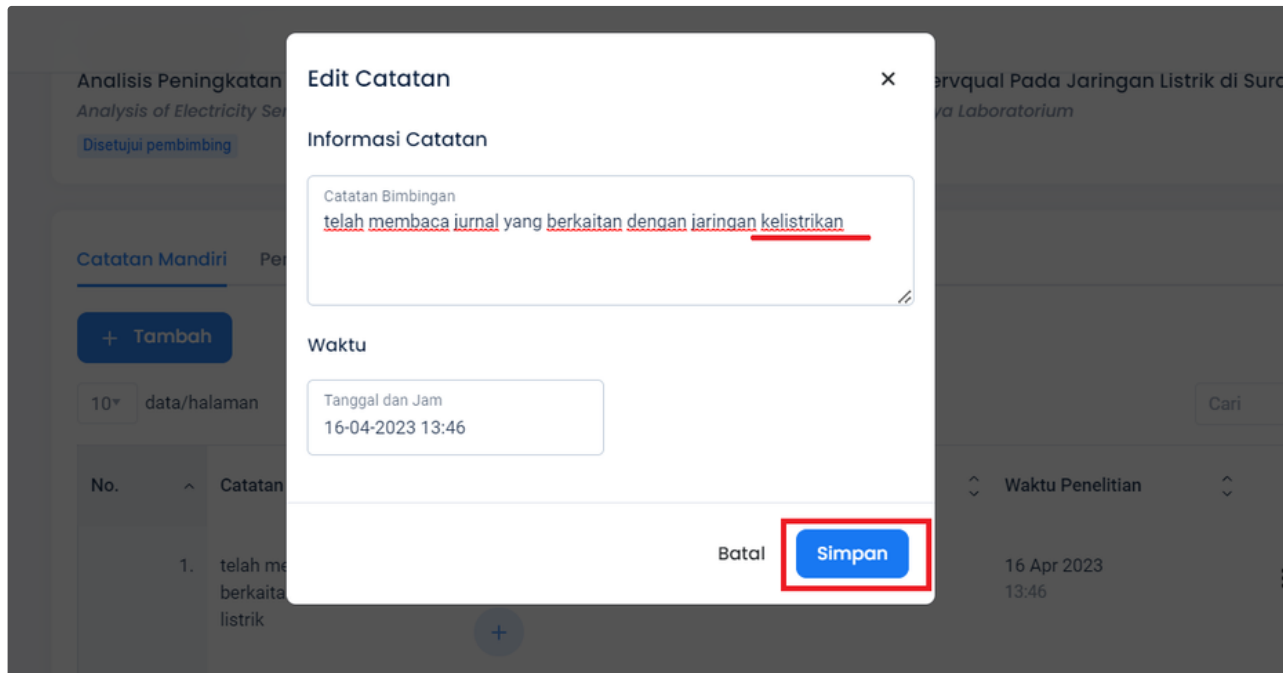 Analisis Peningkatan
ervqual Pada Jaringan Listrik di Sura
Analysis of Electricity Ser
ya Laboratorium
Disetujui pembimbing
Edit Catatan
Informasi Catatan
Catatan Bimbingan
telah membaca jurnal yang berkaitan dengan jaringan kelistrikan
Waktu
Tanggal dan Jam
16-04-2023 13:46
Batal
Simpan
Catatan Mandiri
Per
+ Tambah
10 data/halaman
Cari
No.
Catatan
Waktu Penelitian
1.
telah me
berkaita
listrik
+
16 Apr 2023
13:46